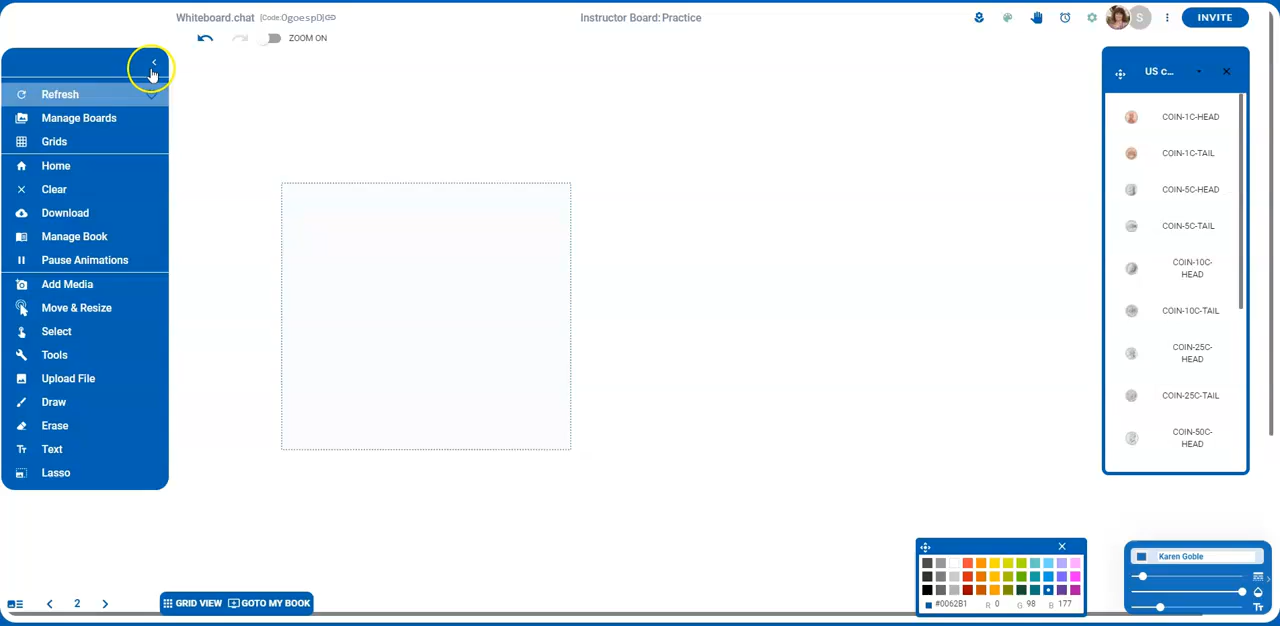 Whiteboard.chat |Code:0goespD|
Instructor Board:Practice
S
INVITE
ZOOM ON
Refresh
Manage Boards
Grids
Home
Clear
Download
Manage Book
Pause Animations
Add Media
Move & Resize
Select
Tools
Upload File
Draw
Erase
Text
Lasso
US c...
COIN-1C-HEAD
COIN-1C-TAIL
COIN-5C-HEAD
COIN-5C-TAIL
COIN-10C-
HEAD
COIN-10C-TAIL
COIN-25C-
HEAD
COIN-25C-TAIL
COIN-50C-
HEAD
#0062B1 R 0 G 98 B 177
Karen Goble
2
GRID VIEW GOTO MY BOOK